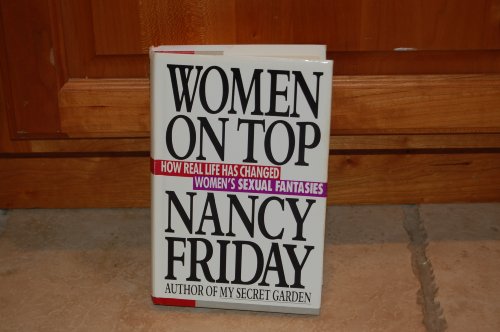 WOMEN
ON TOP
HOW REAL LIFE HAS CHANGED
WOMEN'S SEXUAL FANTASIES
NANCY
FRIDAY
AUTHOR OF MY SECRET GARDEN